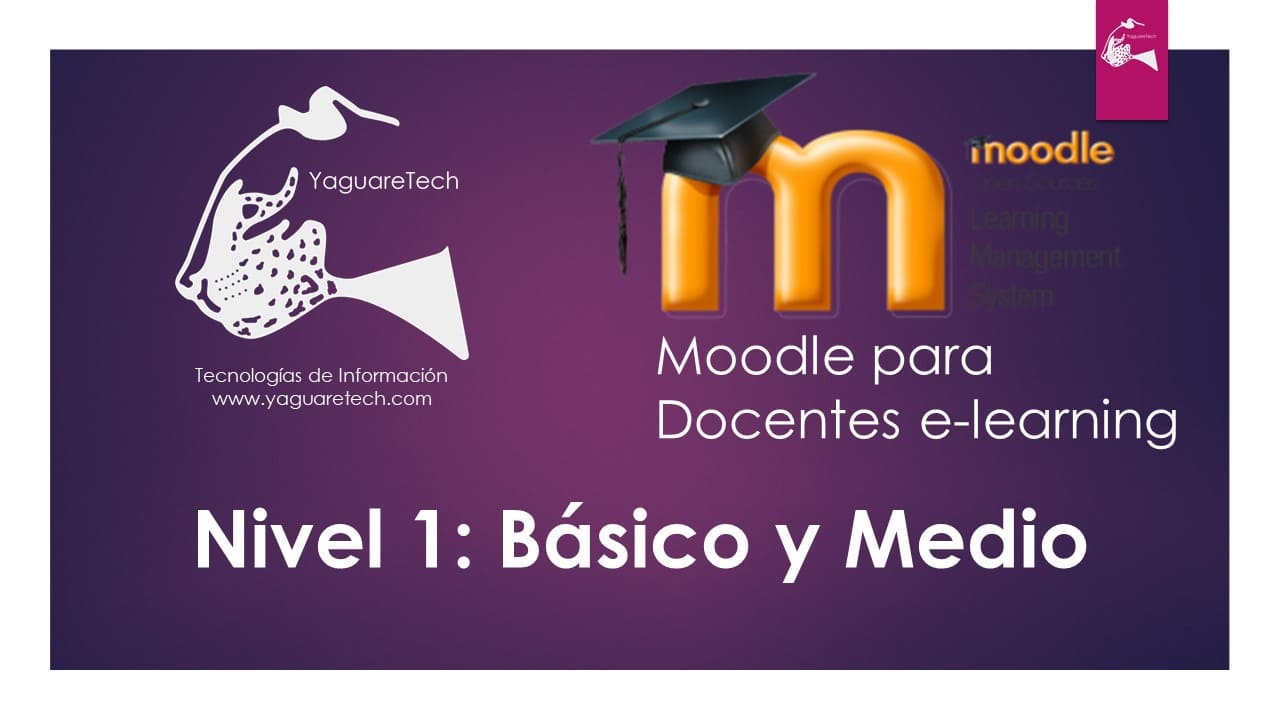 YaguareTech
YaguareTech
Tecnologías de Información
www.yaguaretech.com
m
moodle
Open Sources
Learning
Management
System
Moodle para
Docentes e-learning
Nivel 1: Básico y Medio